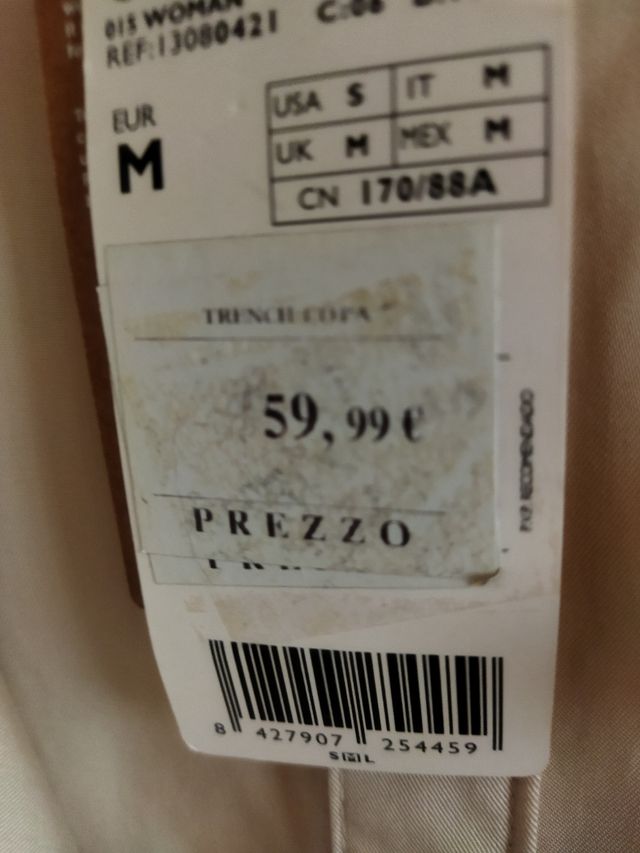 015 WOMAN
REF:13080421
EUR
M
USA S IT M
UK M MEX M
CN 170/88A
TRENCH COPA
59,99 €
PREZZO
P.V.P. RECOMENDADO
8 427907 254459